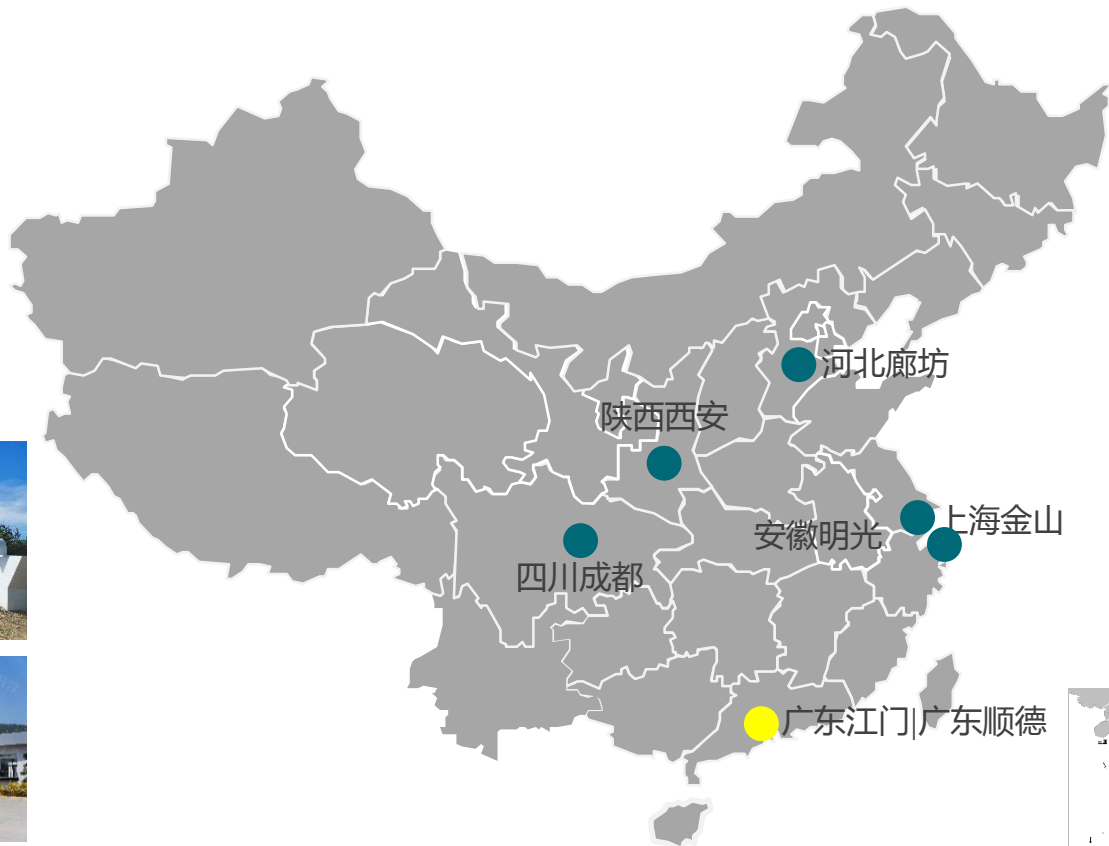 河北廊坊
陕西西安
上海金山
安徽明光
四川成都
广东江门|广东顺德